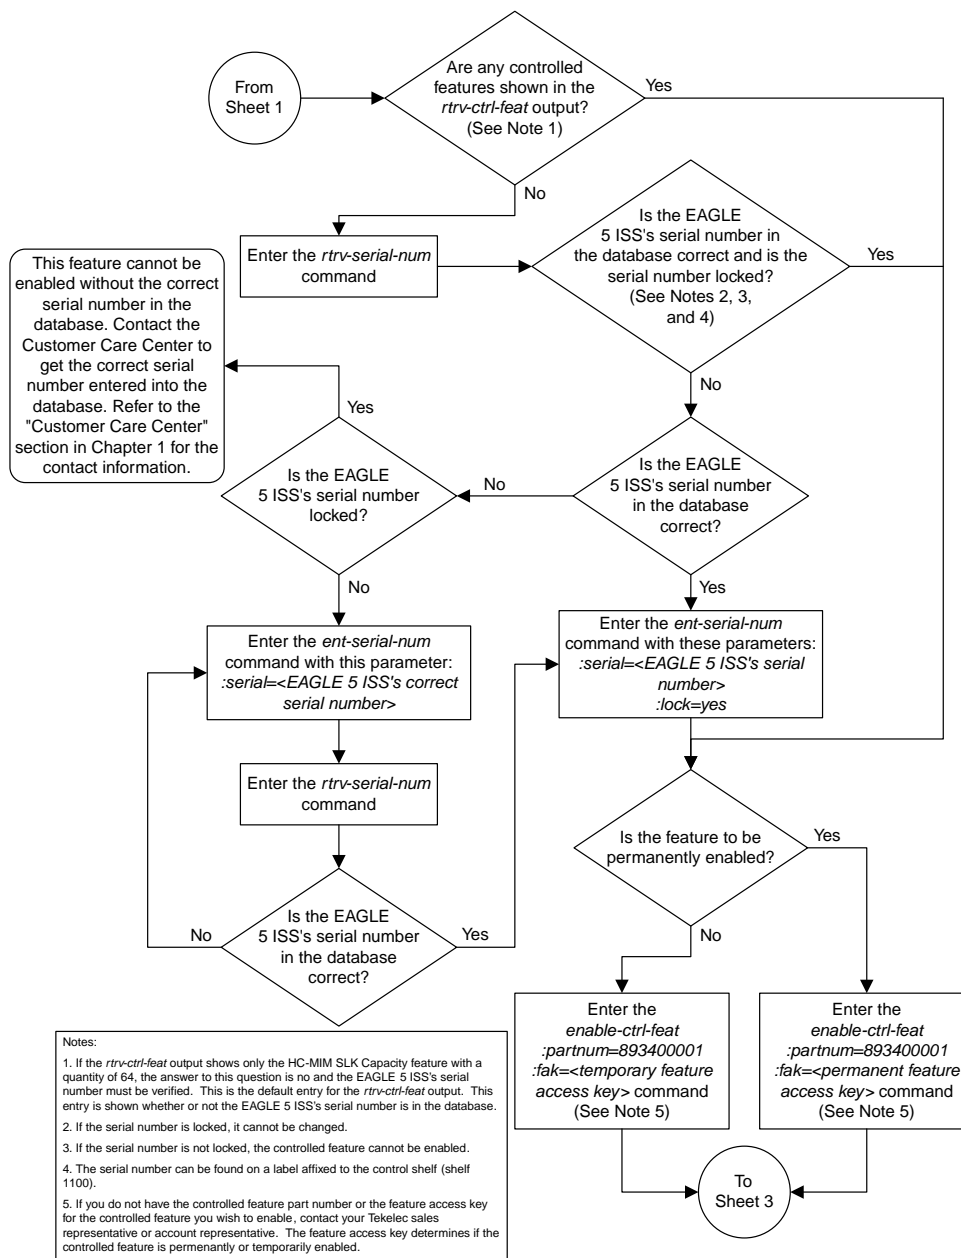 From
Sheet 1
Are any controlled
features shown in the
rtrv-ctrl-feat output?
(See Note 1)
Yes
No
Enter the rtrv-serial-num
command
Is the EAGLE
5 ISS's serial number in
the database correct and is the
serial number locked?
(See Notes 2, 3,
and 4)
Yes
No
This feature cannot be
enabled without the correct
serial number in the
database. Contact the
Customer Care Center to
get the correct serial
number entered into the
database. Refer to the
"Customer Care Center"
section in Chapter 1 for the
contact information.
Yes
Is the EAGLE
5 ISS's serial number
locked?
No
Is the EAGLE
5 ISS's serial number
in the database
correct?
No
Yes
Enter the ent-serial-num
command with this parameter:
:serial=<EAGLE 5 ISS's correct
serial number>
Enter the ent-serial-num
command with these parameters:
:serial=<EAGLE 5 ISS's serial
number>
:lock=yes
Enter the rtrv-serial-num
command
Is the EAGLE
5 ISS's serial number
in the database
correct?
No
Yes
Is the feature to be
permanently enabled?
Yes
No
Enter the
enable-ctrl-feat
:partnum=893400001
:fak=<temporary feature
access key> command
(See Note 5)
Enter the
enable-ctrl-feat
:partnum=893400001
:fak=<permanent feature
access key> command
(See Note 5)
To
Sheet 3
Notes:
1. If the rtrv-ctrl-feat output shows only the HC-MIM SLK Capacity feature with a
quantity of 64, the answer to this question is no and the EAGLE 5 ISS's serial
number must be verified. This is the default entry for the rtrv-ctrl-feat output. This
entry is shown whether or not the EAGLE 5 ISS's serial number is in the database.
2. If the serial number is locked, it cannot be changed.
3. If the serial number is not locked, the controlled feature cannot be enabled.
4. The serial number can be found on a label affixed to the control shelf (shelf
1100).
5. If you do not have the controlled feature part number or the feature access key
for the controlled feature you wish to enable, contact your Tekelec sales
representative or account representative. The feature access key determines if the
controlled feature is permenantly or temporarily enabled.